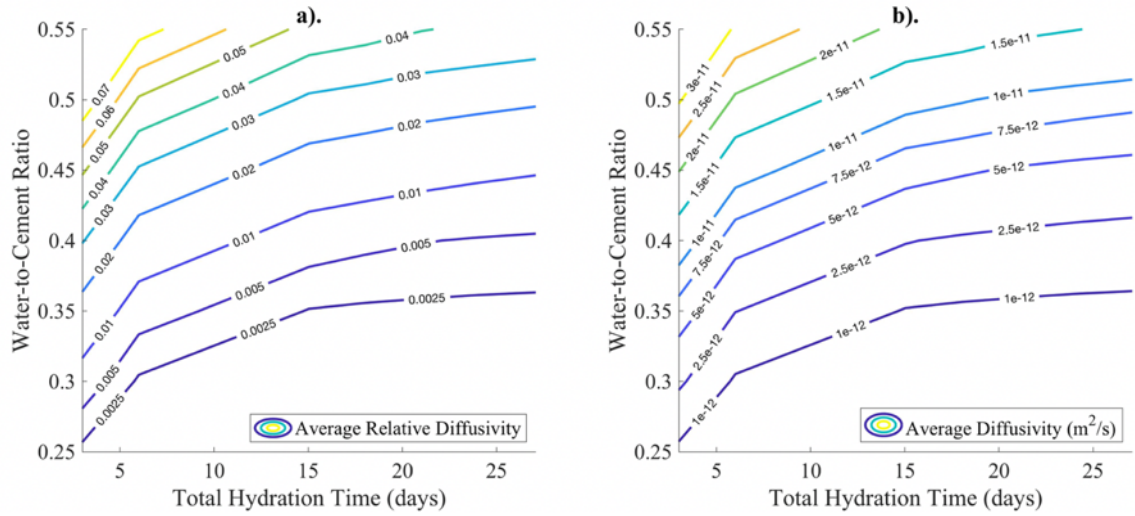 a).
0.55
0.5
0.45
0.4
0.35
0.3
0.25
Water-to-Cement Ratio
0.07
0.06
0.05
0.04
0.03
0.02
0.01
0.005
0.0025
0.05
0.04
0.03
0.02
0.01
0.005
0.0025
0.04
0.03
0.02
0.01
0.005
0.0025
Average Relative Diffusivity
5
10
15
20
25
Total Hydration Time (days)
b).
0.55
0.5
0.45
0.4
0.35
0.3
0.25
Water-to-Cement Ratio
3e-11
2.5e-11
2e-11
1.5e-11
1e-11
7.5e-12
5e-12
2.5e-12
1e-12
2e-11
1.5e-11
1e-11
7.5e-12
5e-12
2.5e-12
1e-12
1.5e-11
1e-11
7.5e-12
5e-12
2.5e-12
1e-12
Average Diffusivity (m²/s)
5
10
15
20
25
Total Hydration Time (days)